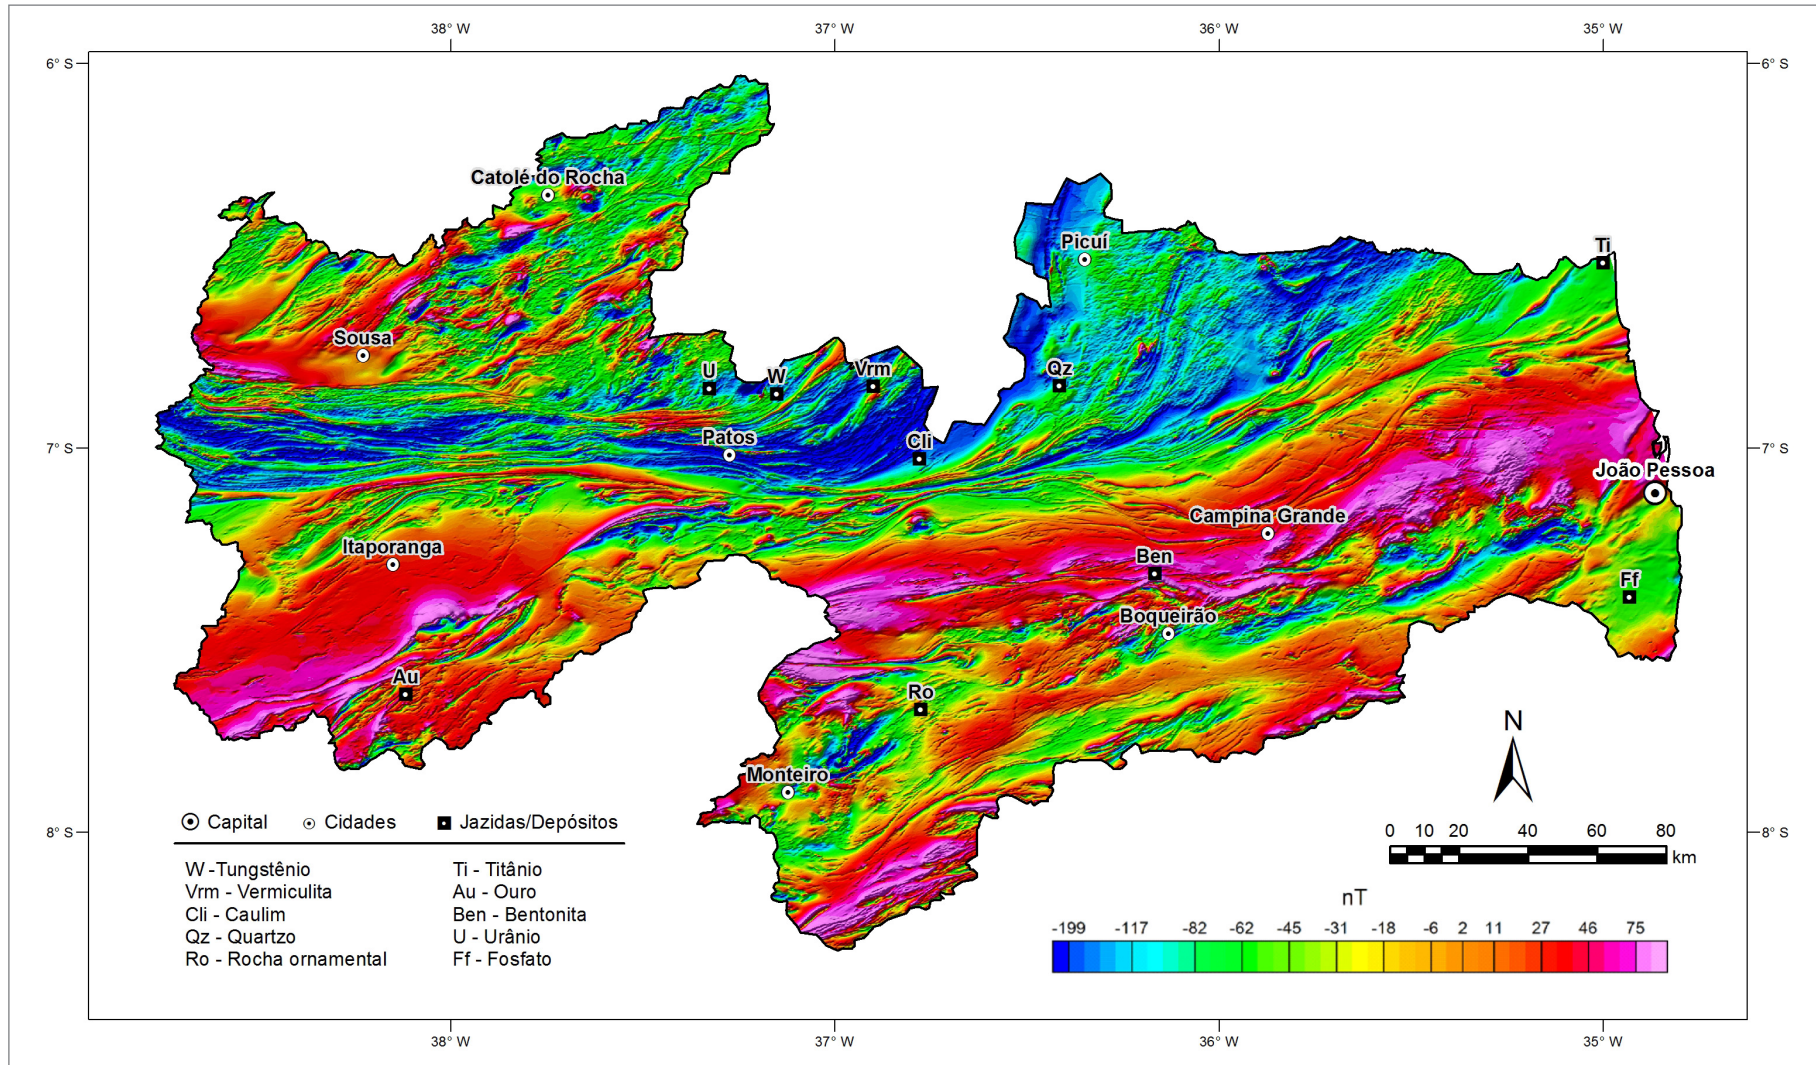 38° W
37° W
36° W
35° W
6° S
6° S
Catolé do Rocha
Picuí
Ti
Sousa
U
W
Vrm
Qz
Patos
Cli
7° S
7° S
João Pessoa
Campina Grande
Itaporanga
Ben
Ff
Boqueirão
Au
Ro
N
Monteiro
8° S
8° S
Capital
Cidades
Jazidas/Depósitos
0 10 20 40 60 80
km
W -Tungstênio
Vrm - Vermiculita
Cli - Caulim
Qz - Quartzo
Ro - Rocha ornamental
Ti - Titânio
Au - Ouro
Ben - Bentonita
U - Urânio
Ff - Fosfato
nT
-199 -117 -82 -62 -45 -31 -18 -6 2 11 27 46 75
38° W
37° W
36° W
35° W